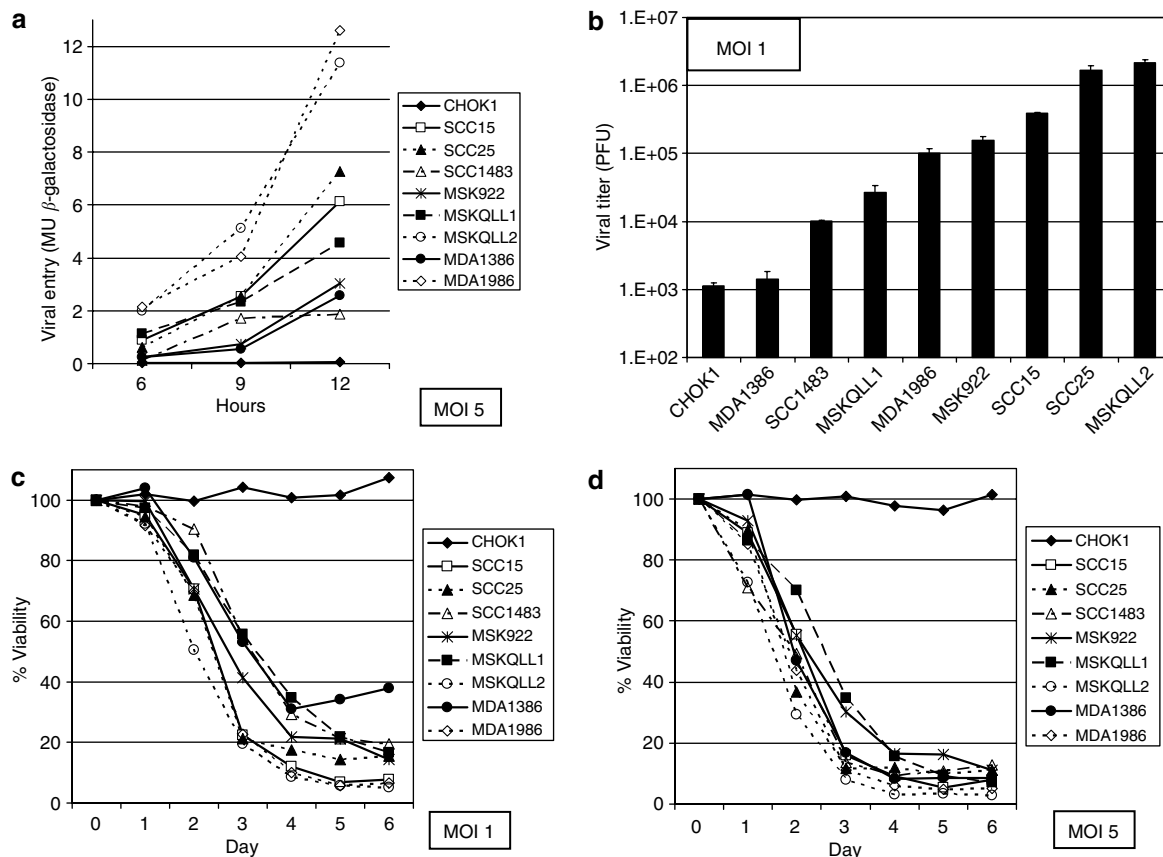 a
Viral entry (MU β-galactosidase)
12
10
8
6
4
2
0
6
9
12
Hours
MOI 5
CHOK1
SCC15
SCC25
SCC1483
MSK922
MSKQLL1
MSKQLL2
MDA1386
MDA1986
b
MOI 1
Viral titer (PFU)
1.E+07
1.E+06
1.E+05
1.E+04
1.E+03
1.E+02
CHOK1
MDA1386
SCC1483
MSKQLL1
MDA1986
MSK922
SCC15
SCC25
MSKQLL2
c
% Viability
100
80
60
40
20
0
0 1 2 3 4 5 6
Day
MOI 1
CHOK1
SCC15
SCC25
SCC1483
MSK922
MSKQLL1
MSKQLL2
MDA1386
MDA1986
d
% Viability
100
80
60
40
20
0
0 1 2 3 4 5 6
Day
MOI 5
CHOK1
SCC15
SCC25
SCC1483
MSK922
MSKQLL1
MSKQLL2
MDA1386
MDA1986